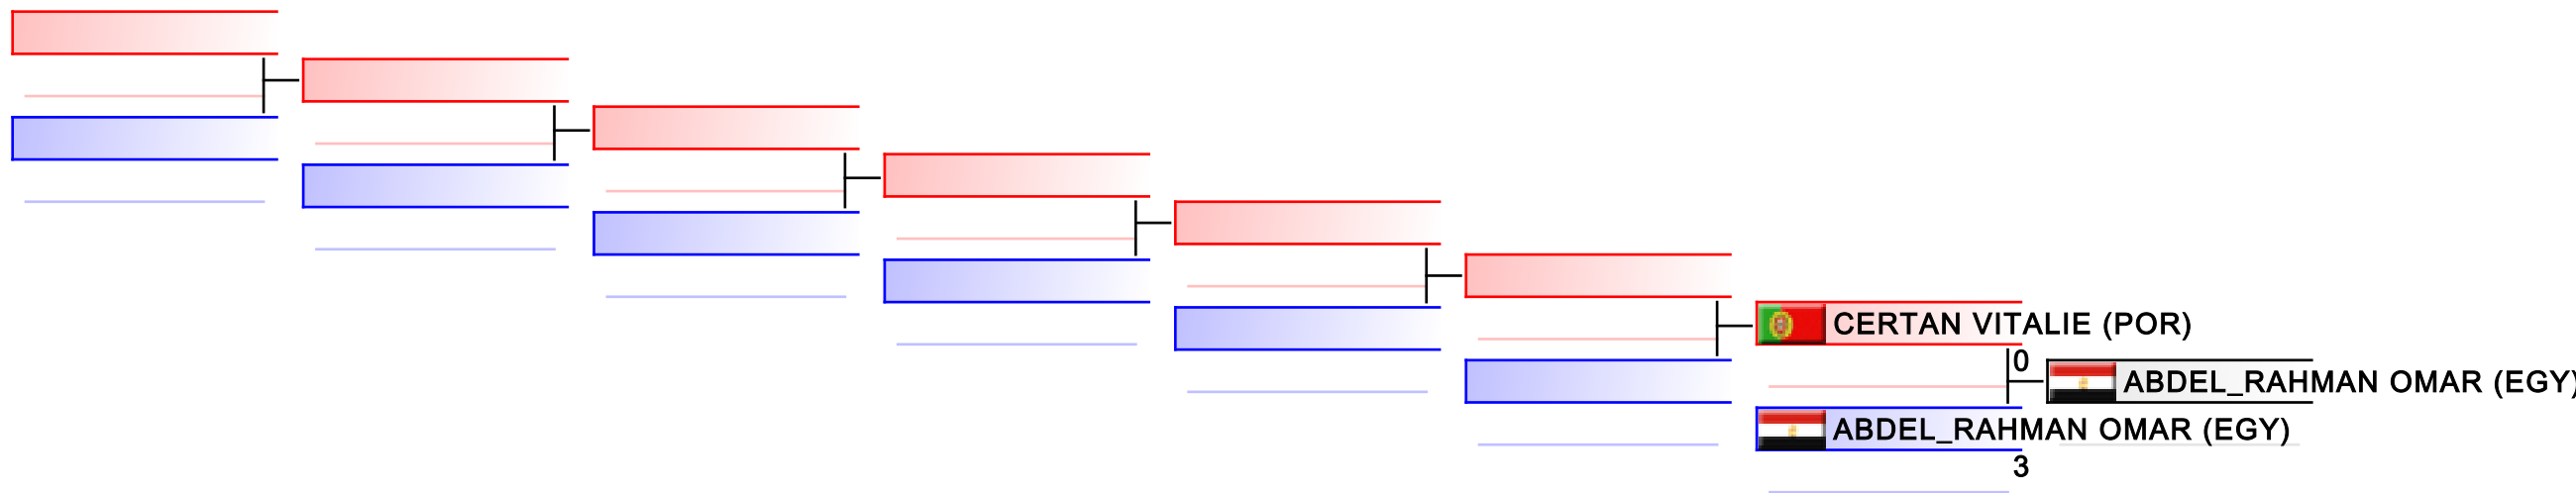 CERTAN VITALIE (POR)
0
ABDEL_RAHMAN OMAR (EGY)
ABDEL_RAHMAN OMAR (EGY)
3